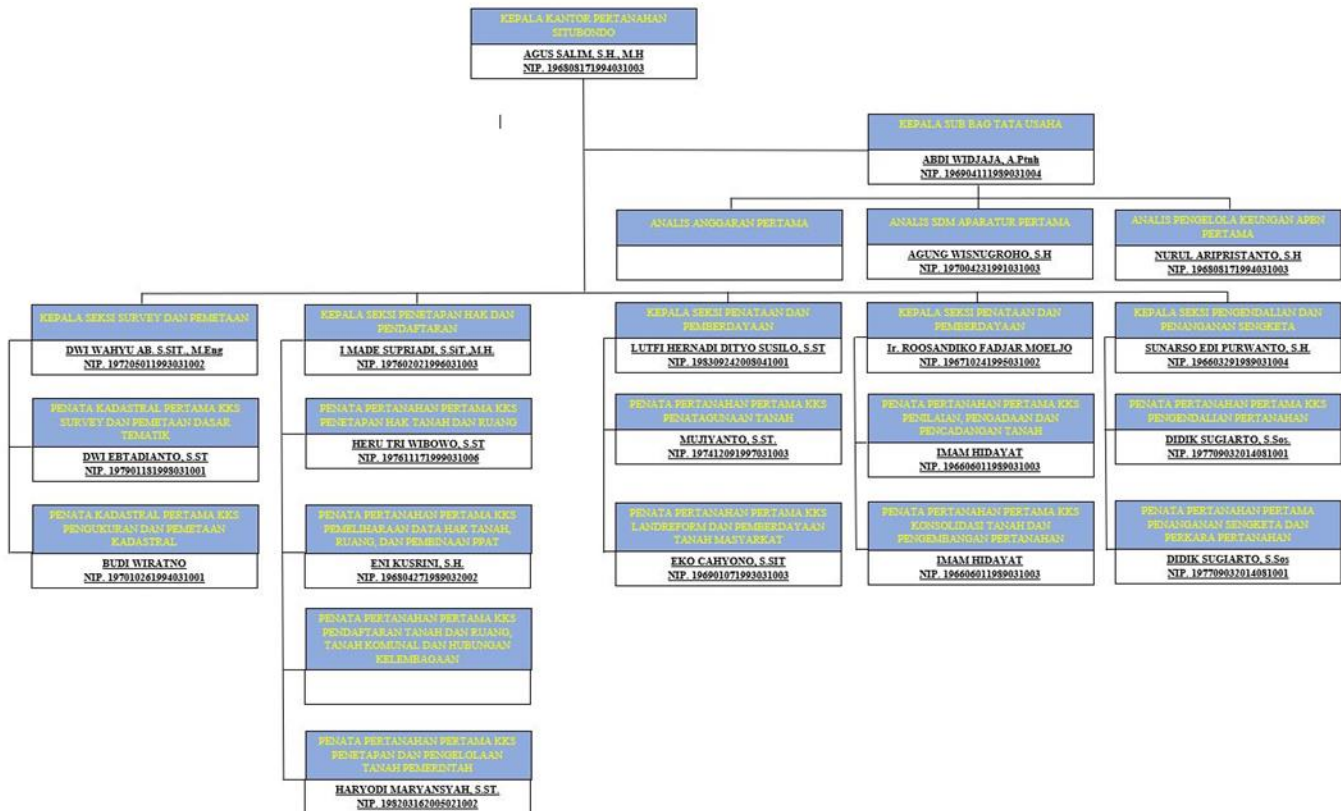 KEPALA KANTOR PERTANAHAN
SITUBONDO
AGUS SALIM, S.H., M.H
NIP. 196808171994031003
KEPALA SUB BAG TATA USAHA
ABDI WIDJAJA, A.Ptnh
NIP. 196904111989031004
ANALIS ANGGARAN PERTAMA
ANALIS SDM APARATUR PERTAMA
AGUNG WISNUGROHO, S.H
NIP. 197004231991031003
ANALIS PENGELOLA KEUNGAN APBN
PERTAMA
NURUL ARIPRISTANTO, S.H
NIP. 196808171994031003
KEPALA SEKSI SURVEY DAN PEMETAAN
DWI WAHYU AB. S.SIT., M.Eng
NIP. 197205011993031002
PENATA KADASTRAL PERTAMA KKS
SURVEY DAN PEMETAAN DASAR
TEMATIK
DWI EBTADIANTO, S.ST
NIP. 197901181998031001
PENATA KADASTRAL PERTAMA KKS
PENGUKURAN DAN PEMETAAN
KADASTRAL
BUDI WIRATNO
NIP. 197010261994031001
KEPALA SEKSI PENETAPAN HAK DAN
PENDAFTARAN
I MADE SUPRIADI, S.SiT.,M.H.
NIP. 197602021996031003
PENATA PERTANAHAN PERTAMA KKS
PENETAPAN HAK TANAH DAN RUANG
HERU TRI WIBOWO, S.ST
NIP. 197611171999031006
PENATA PERTANAHAN PERTAMA KKS
PEMELIHARAAN DATA HAK TANAH,
RUANG, DAN PEMBINAAN PPAT
ENI KUSRINI, S.H.
NIP. 196804271989032002
PENATA PERTANAHAN PERTAMA KKS
PENDAFTARAN TANAH DAN RUANG,
TANAH KOMUNAL DAN HUBUNGAN
KELEMBAGAAN
PENATA PERTANAHAN PERTAMA KKS
PENETAPAN DAN PENGELOLAAN
TANAH PEMERINTAH
HARYODI MARYANSYAH, S.ST.
NIP. 198203162005021002
KEPALA SEKSI PENATAAN DAN
PEMBERDAYAAN
LUTFI HERNADI DITYO SUSILO, S.ST
NIP. 198309242008041001
PENATA PERTANAHAN PERTAMA KKS
PENATAGUNAAN TANAH
MUJIYANTO, S.ST.
NIP. 197412091997031003
PENATA PERTANAHAN PERTAMA KKS
LANDREFORM DAN PEMBERDAYAAN
TANAH MASYARKAT
EKO CAHYONO, S.SIT
NIP. 196901071993031003
KEPALA SEKSI PENATAAN DAN
PEMBERDAYAAN
Ir. ROOSANDIKO FADJAR MOELJO
NIP. 196710241995031002
PENATA PERTANAHAN PERTAMA KKS
PENILAIAN, PENGADAAN DAN
PENCADANGAN TANAH
IMAM HIDAYAT
NIP. 196606011989031003
PENATA PERTANAHAN PERTAMA KKS
KONSOLIDASI TANAH DAN
PENGEMBANGAN PERTANAHAN
IMAM HIDAYAT
NIP. 196606011989031003
KEPALA SEKSI PENGENDALIAN DAN
PENANGANAN SENGKETA
SUNARSO EDI PURWANTO, S.H.
NIP. 196603291989031004
PENATA PERTANAHAN PERTAMA KKS
PENGENDALIAN PERTANAHAN
DIDIK SUGIARTO, S.Sos.
NIP. 197709032014081001
PENATA PERTANAHAN PERTAMA
PENANGANAN SENGKETA DAN
PERKARA PERTANAHAN
DIDIK SUGIARTO, S.Sos
NIP. 197709032014081001